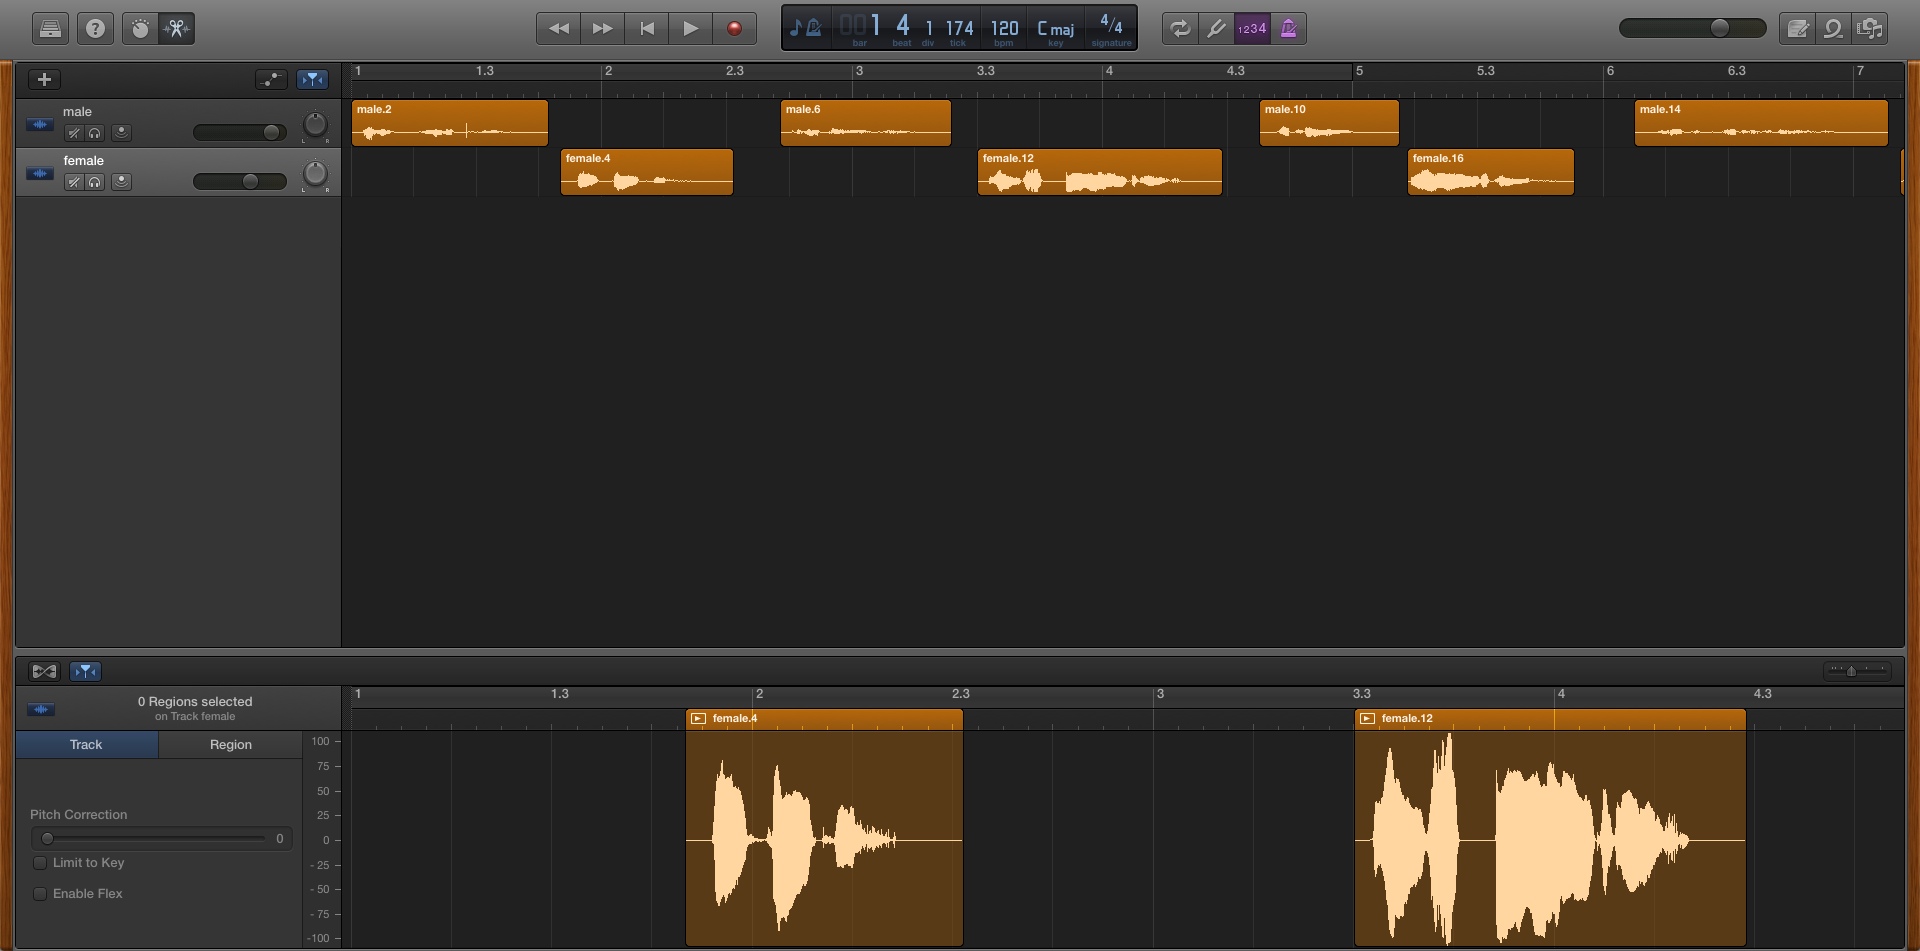 001 4 1 174 120 C maj 4/4
bar beat div tick bpm key signature
1234
1 1.3 2 2.3 3 3.3 4 4.3 5 5.3 6 6.3 7
male
male.2 male.6 male.10 male.14
L R
female
female.4 female.12 female.16
L R
0 Regions selected
on Track female
1 1.3 2 2.3 3 3.3 4 4.3
female.4 female.12
Track Region
100
75
50
25
0
- 25
- 50
- 75
-100
Pitch Correction
0
Limit to Key
Enable Flex